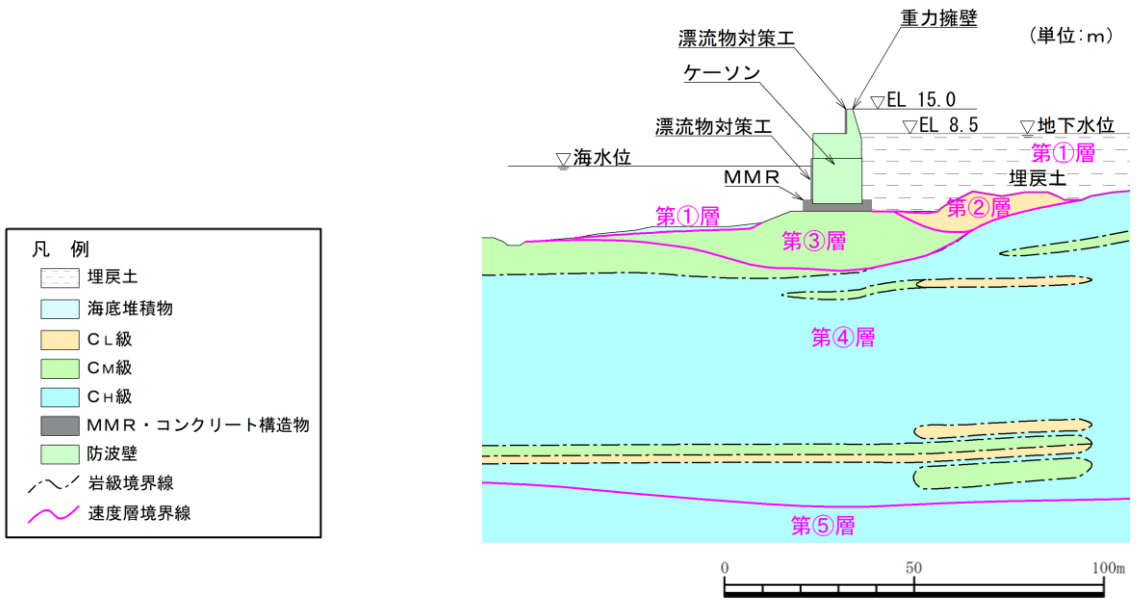 重力擁壁
漂流物対策工
(単位:m)
ケーソン
EL 15.0
EL 8.5
地下水位
漂流物対策工
第①層
海水位
埋戻土
MMR
第②層
第①層
第③層
第④層
第⑤層
凡 例
埋戻土
海底堆積物
CL級
CM級
CH級
MMR・コンクリート構造物
防波壁
岩級境界線
速度層境界線
0 50 100m